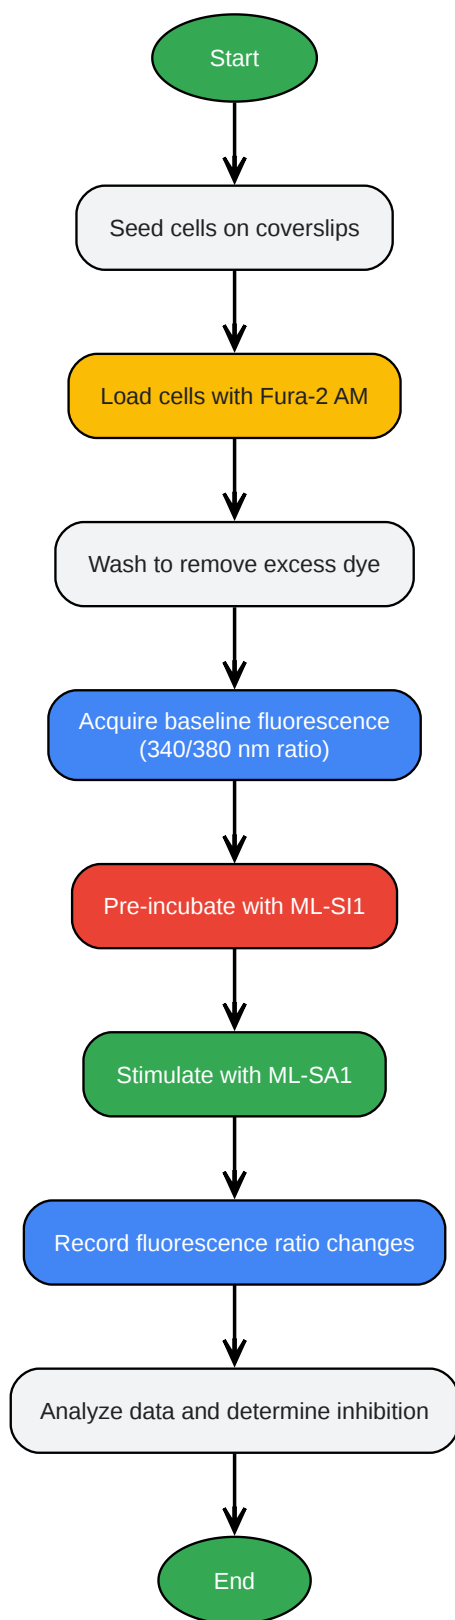 Start
Seed cells on coverslips
Load cells with Fura-2 AM
Wash to remove excess dye
Acquire baseline fluorescence
(340/380 nm ratio)
Pre-incubate with ML-SI1
Stimulate with ML-SA1
Record fluorescence ratio changes
Analyze data and determine inhibition
End